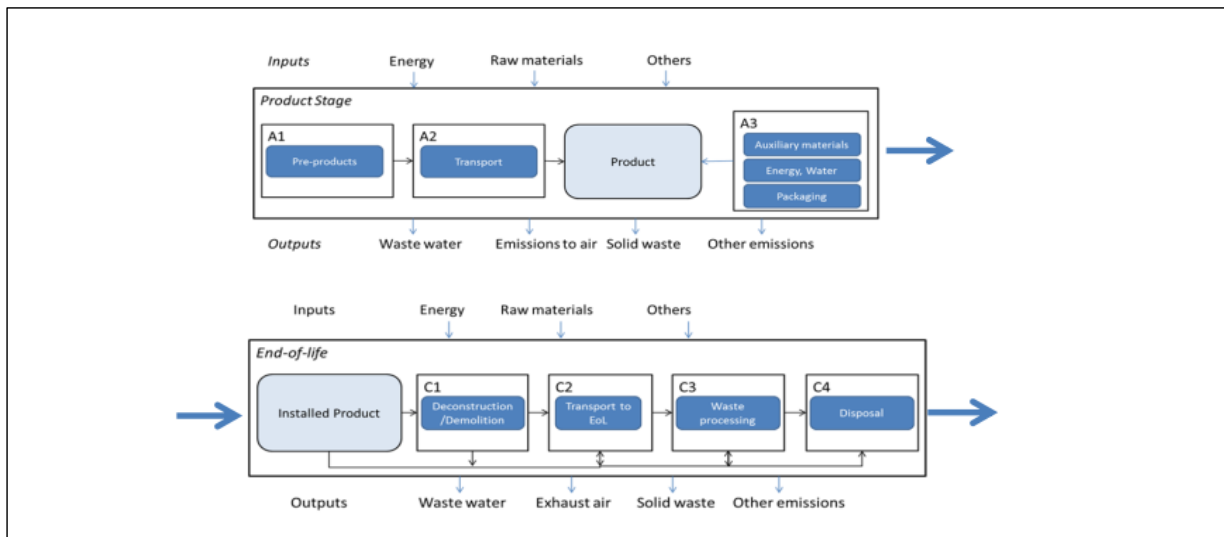 Inputs Energy Raw materials Others
Product Stage
A1 A2 A3
Auxiliary materials
Pre-products Transport Product Energy, Water
Packaging
Outputs Waste water Emissions to air Solid waste Other emissions
Inputs Energy Raw materials Others
End-of-life
C1 C2 C3 C4
Installed Product
Deconstruction
/Demolition
Transport to
EoL
Waste
processing
Disposal
Outputs Waste water Exhaust air Solid waste Other emissions